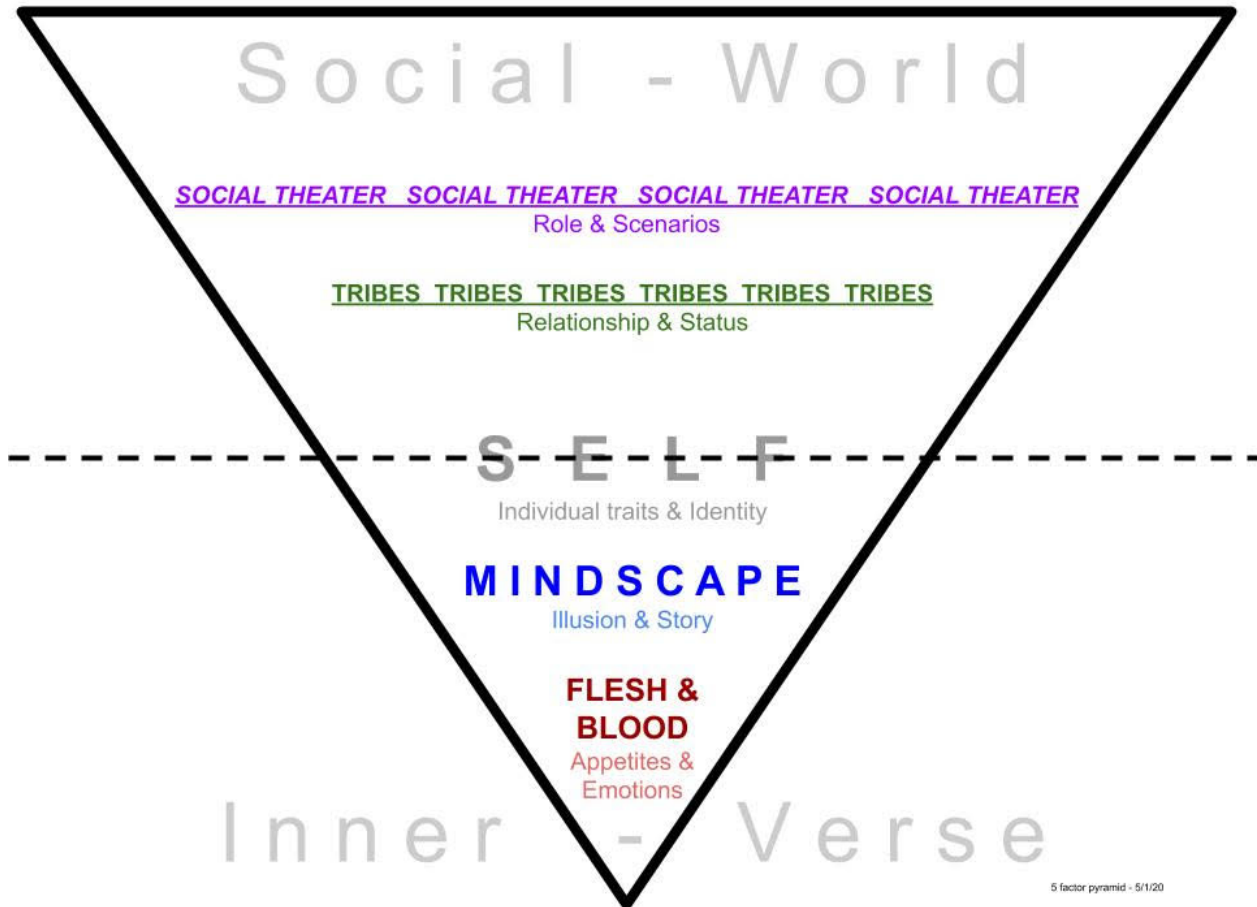 Social - World
SOCIAL THEATER SOCIAL THEATER SOCIAL THEATER SOCIAL THEATER
Role & Scenarios
TRIBES TRIBES TRIBES TRIBES TRIBES TRIBES
Relationship & Status
SELF
Individual traits & Identity
MINDSCAPE
Illusion & Story
FLESH &
BLOOD
Appetites &
Emotions
Inner - Verse
5 factor pyramid - 5/1/20